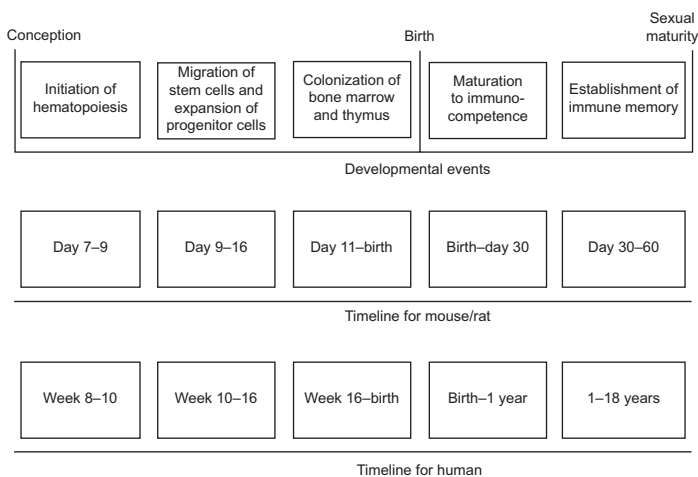 Conception
Birth
Sexual
maturity
Initiation of
hematopoiesis
Migration of
stem cells and
expansion of
progenitor cells
Colonization of
bone marrow
and thymus
Maturation
to immuno-
competence
Establishment of
immune memory
Developmental events
Day 7–9
Day 9–16
Day 11–birth
Birth–day 30
Day 30–60
Timeline for mouse/rat
Week 8–10
Week 10–16
Week 16–birth
Birth–1 year
1–18 years
Timeline for human